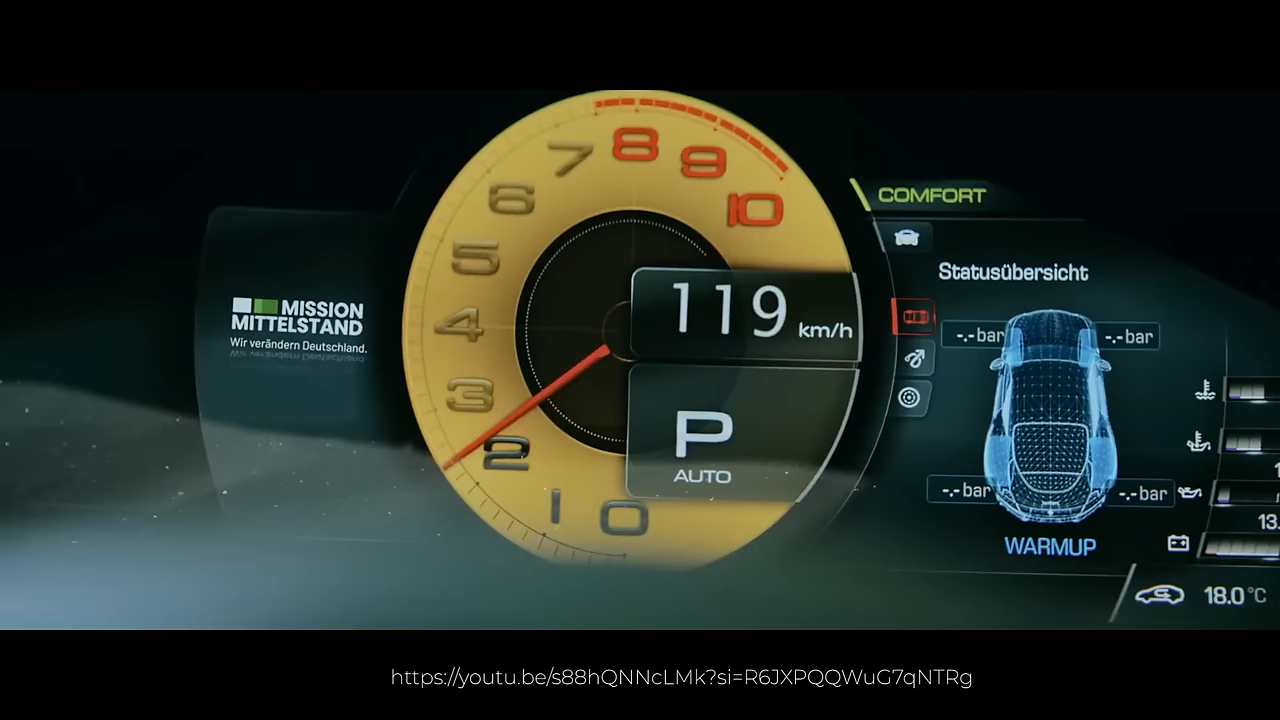 MISSION
MITTELSTAND
Wir verändern Deutschland.
7
8
9
6
10
5
4
3
2
1
0
119 km/h
P
AUTO
COMFORT
Statusübersicht
-.-bar
-.-bar
-.-bar
-.-bar
WARMUP
13.
18.0°C
https://youtu.be/s88hQNNcLMk?si=R6JXPQQWuG7qNTRg